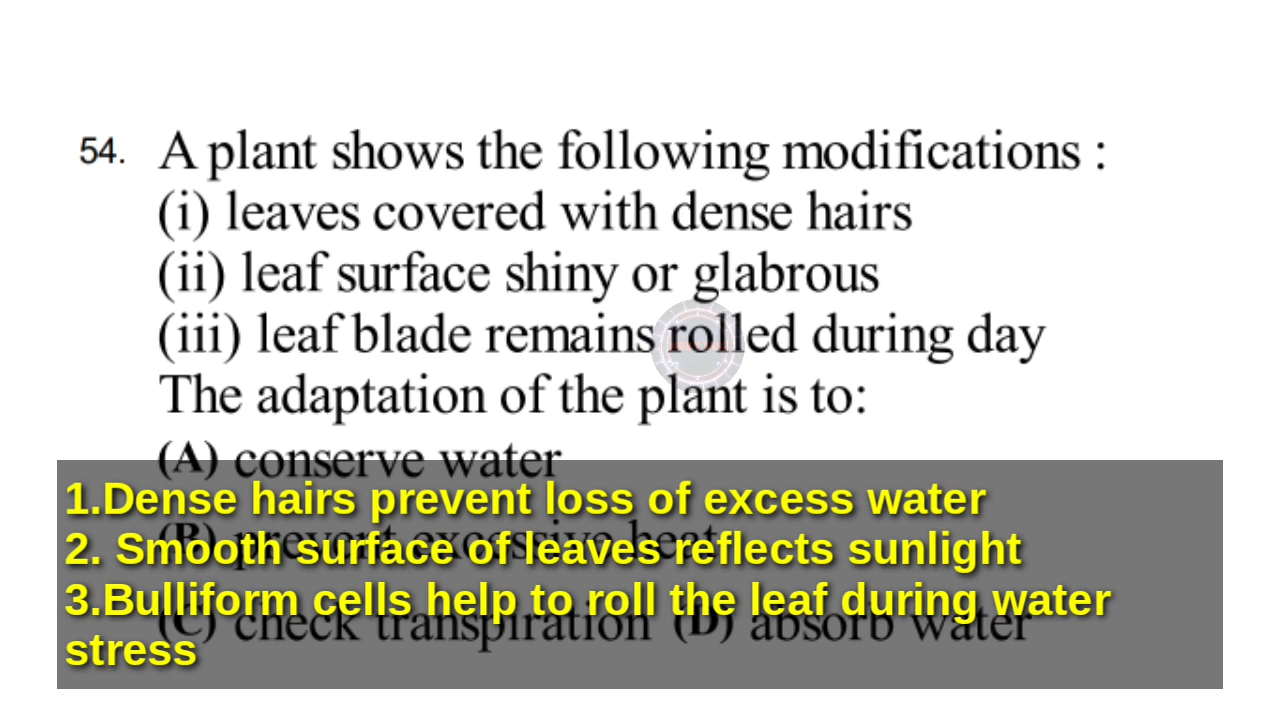 54. A plant shows the following modifications :
(i) leaves covered with dense hairs
(ii) leaf surface shiny or glabrous
(iii) leaf blade remains rolled during day
The adaptation of the plant is to:
(A) conserve water
(B) prevent excessive heat
(C) check transpiration (D) absorb water
1.Dense hairs prevent loss of excess water
2. Smooth surface of leaves reflects sunlight
3.Bulliform cells help to roll the leaf during water
stress